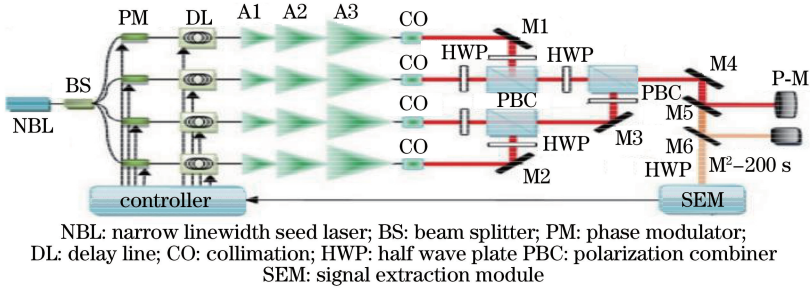 PM DL A1 A2 A3 CO M1
HWP HWP M4
CO
BS PBC PBC P-M
NBL CO HWP M3 M5
M6
CO M2 HWP M²−200 s
controller SEM
NBL: narrow linewidth seed laser; BS: beam splitter; PM: phase modulator;
DL: delay line; CO: collimation; HWP: half wave plate PBC: polarization combiner
SEM: signal extraction module